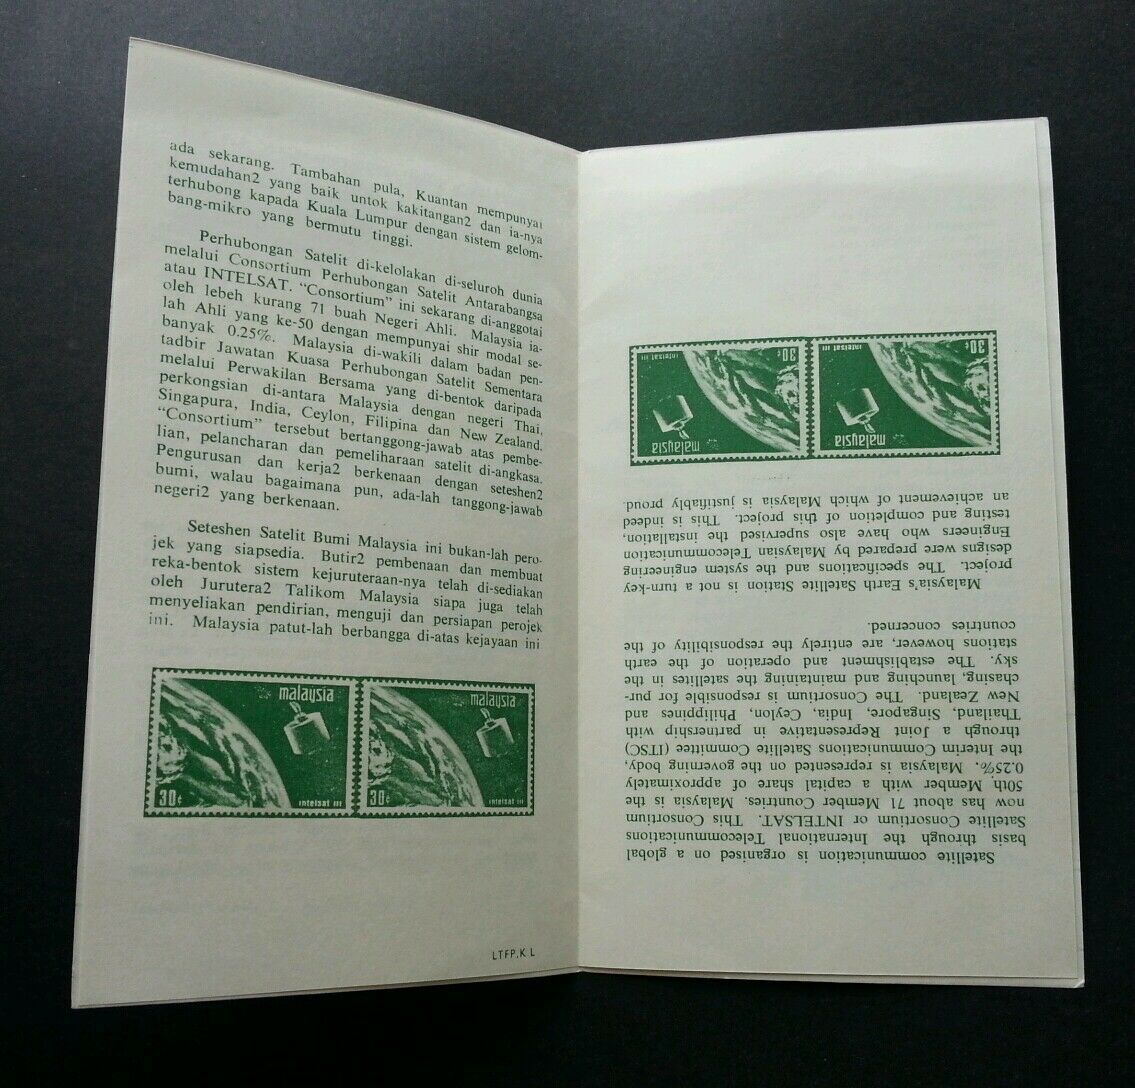 ada sekarang. Tambahan pula, Kuantan mempunyai
kemudahan2 yang baik untok kakitangan2 dan ia-nya
terhubong kapada Kuala Lumpur dengan sistem gelom-
bang-mikro yang bermutu tinggi.
Perhubongan Satelit di-kelolakan di-seluroh dunia
melalui Consortium Perhubongan Satelit Antarabangsa
atau INTELSAT. “Consortium” ini sekarang di-anggotai
oleh lebeh kurang 71 buah Negeri Ahli. Malaysia ia-
lah Ahli yang ke-50 dengan mempunyai shir modal se-
banyak 0.25%. Malaysia di-wakili dalam badan pen-
tadbir Jawatan Kuasa Perhubongan Satelit Sementara
melalui Perwakilan Bersama yang di-bentok daripada
perkongsian di-antara Malaysia dengan negeri Thai,
Singapura, India, Ceylon, Filipina dan New Zealand.
“Consortium” tersebut bertanggong-jawab atas pembe-
lian, pelancharan dan pemeliharaan satelit di-angkasa.
Pengurusan dan kerja2 berkenaan dengan seteshen2
bumi, walau bagaimana pun, ada-lah tanggong-jawab
negeri2 yang berkenaan.
Seteshen Satelit Bumi Malaysia ini bukan-lah pero-
jek yang siapsedia. Butir2 pembenaan dan membuat
reka-bentok sistem kejuruteraan-nya telah di-sediakan
oleh Jurutera2 Talikom Malaysia siapa juga telah
menyeliakan pendirian, menguji dan persiapan perojek
ini. Malaysia patut-lah berbangga di-atas kejayaan ini
malaysia
30¢
intelsat III
malaysia
30¢
intelsat III
LTFP, K L
Satellite communication is organised on a global
basis through the International Telecommunications
Satellite Consortium or INTELSAT. This Consortium
now has about 71 Member Countries. Malaysia is the
50th Member with a capital share of approximately
0.25%. Malaysia is represented on the governing body,
the Interim Communications Satellite Committee (ITSC)
through a Joint Representative in partnership with
Thailand, Singapore, India, Ceylon, Philippines and
New Zealand. The Consortium is responsible for pur-
chasing, launching and maintaining the satellites in the
sky. The establishment and operation of the earth
stations however, are entirely the responsibility of the
countries concerned.
Malaysia's Earth Satellite Station is not a turn-key
project. The specifications and the system engineering
designs were prepared by Malaysian Telecommunication
Engineers who have also supervised the installation,
testing and completion of this project. This is indeed
an achievement of which Malaysia is justifiably proud.
malaysia
30¢
intelsat III
malaysia
30¢
intelsat III